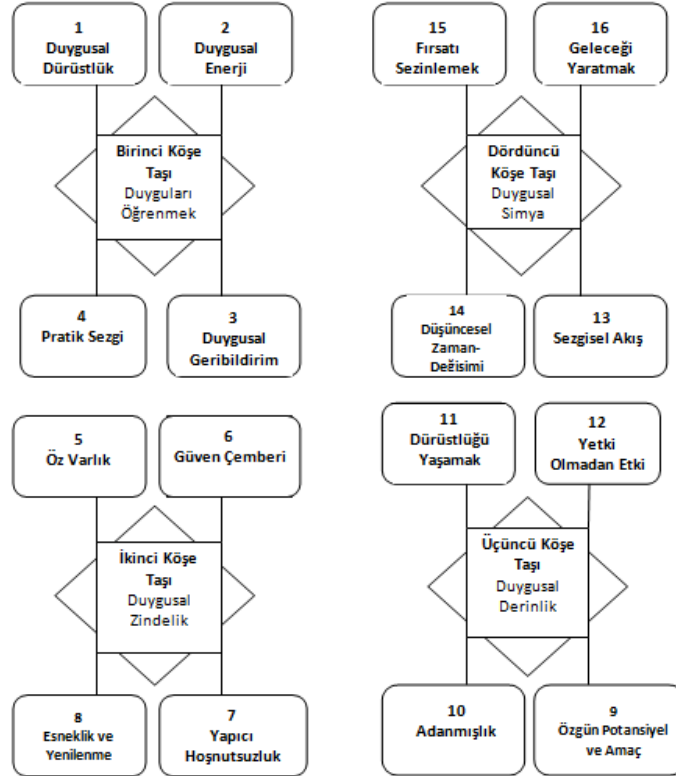 1
Duygusal
Dürüstlük
2
Duygusal
Enerji
Birinci Köşe
Taşı
Duyguları
Öğrenmek
4
Pratik Sezgi
3
Duygusal
Geribildirim
15
Fırsatı
Sezinlemek
16
Geleceği
Yaratmak
Dördüncü
Köşe Taşı
Duygusal
Simya
14
Düşüncesel
Zaman-
Değisimi
13
Sezgisel Akış
5
Öz Varlık
6
Güven Çemberi
İkinci Köşe
Taşı
Duygusal
Zindelik
8
Esneklik ve
Yenilenme
7
Yapıcı
Hoşnutsuzluk
11
Dürüstlüğü
Yaşamak
12
Yetki
Olmadan Etki
Üçüncü Köşe
Taşı
Duygusal
Derinlik
10
Adanmışlık
9
Özgün Potansiyel
ve Amaç